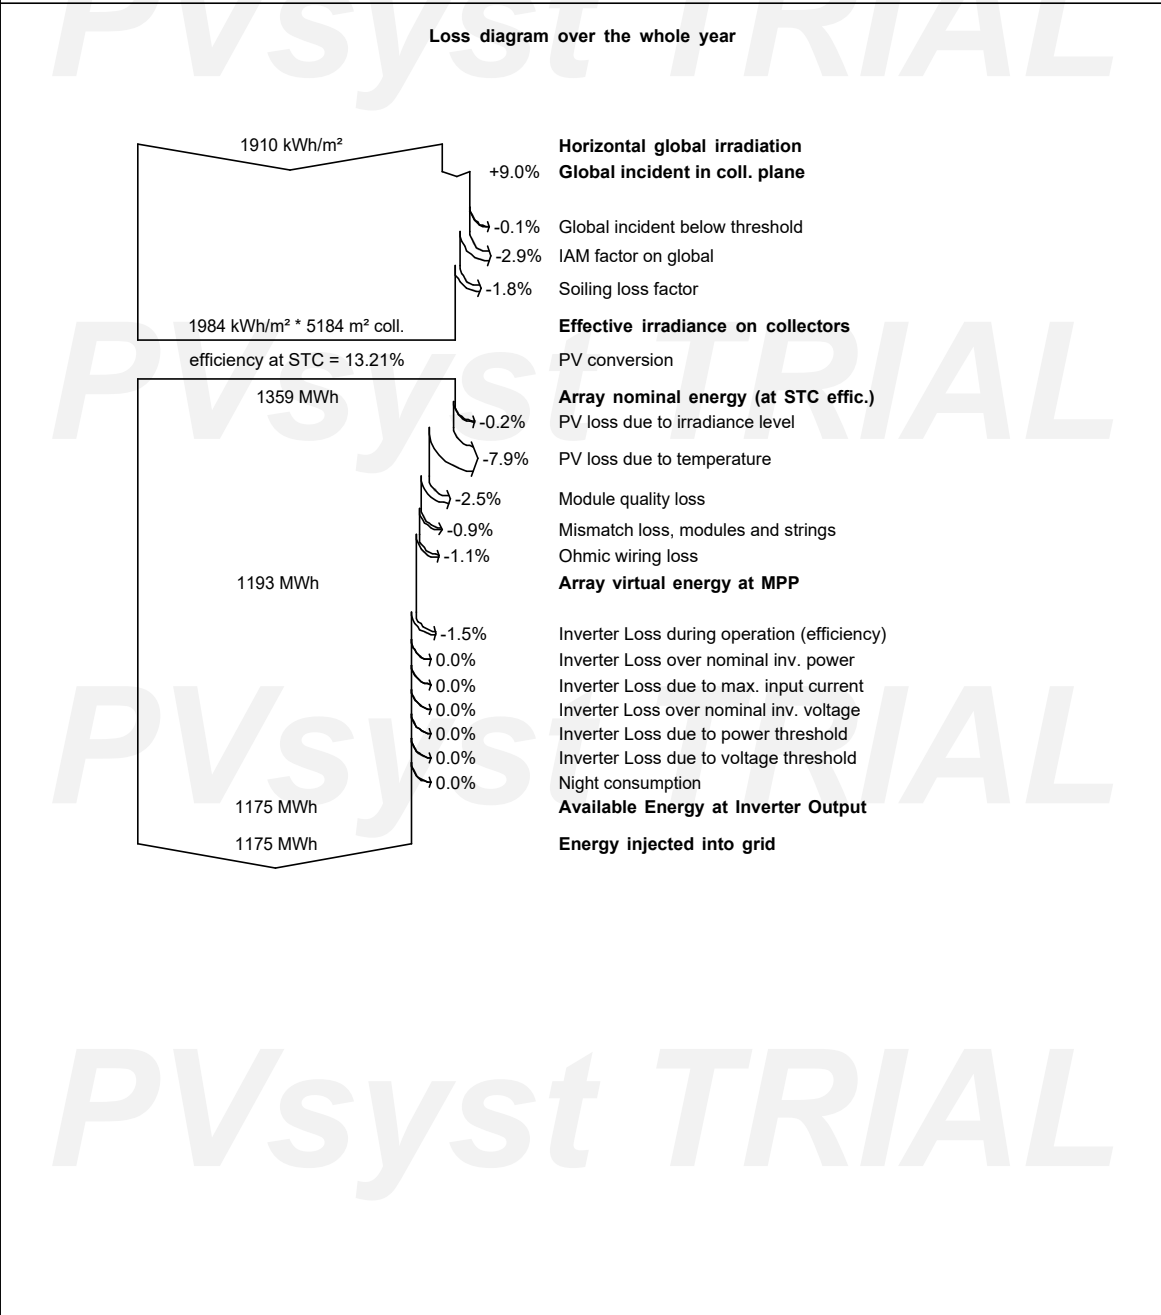 PVsyst TRIAL
Loss diagram over the whole year
1910 kWh/m² Horizontal global irradiation
+9.0% Global incident in coll. plane
-0.1% Global incident below threshold
-2.9% IAM factor on global
-1.8% Soiling loss factor
1984 kWh/m² * 5184 m² coll. Effective irradiance on collectors
PVsyst TRIAL
efficiency at STC = 13.21% PV conversion
1359 MWh Array nominal energy (at STC effic.)
-0.2% PV loss due to irradiance level
-7.9% PV loss due to temperature
-2.5% Module quality loss
-0.9% Mismatch loss, modules and strings
-1.1% Ohmic wiring loss
1193 MWh Array virtual energy at MPP
-1.5% Inverter Loss during operation (efficiency)
0.0% Inverter Loss over nominal inv. power
0.0% Inverter Loss due to max. input current
0.0% Inverter Loss over nominal inv. voltage
0.0% Inverter Loss due to power threshold
PVsyst TRIAL
0.0% Inverter Loss due to voltage threshold
0.0% Night consumption
1175 MWh Available Energy at Inverter Output
1175 MWh Energy injected into grid
PVsyst TRIAL